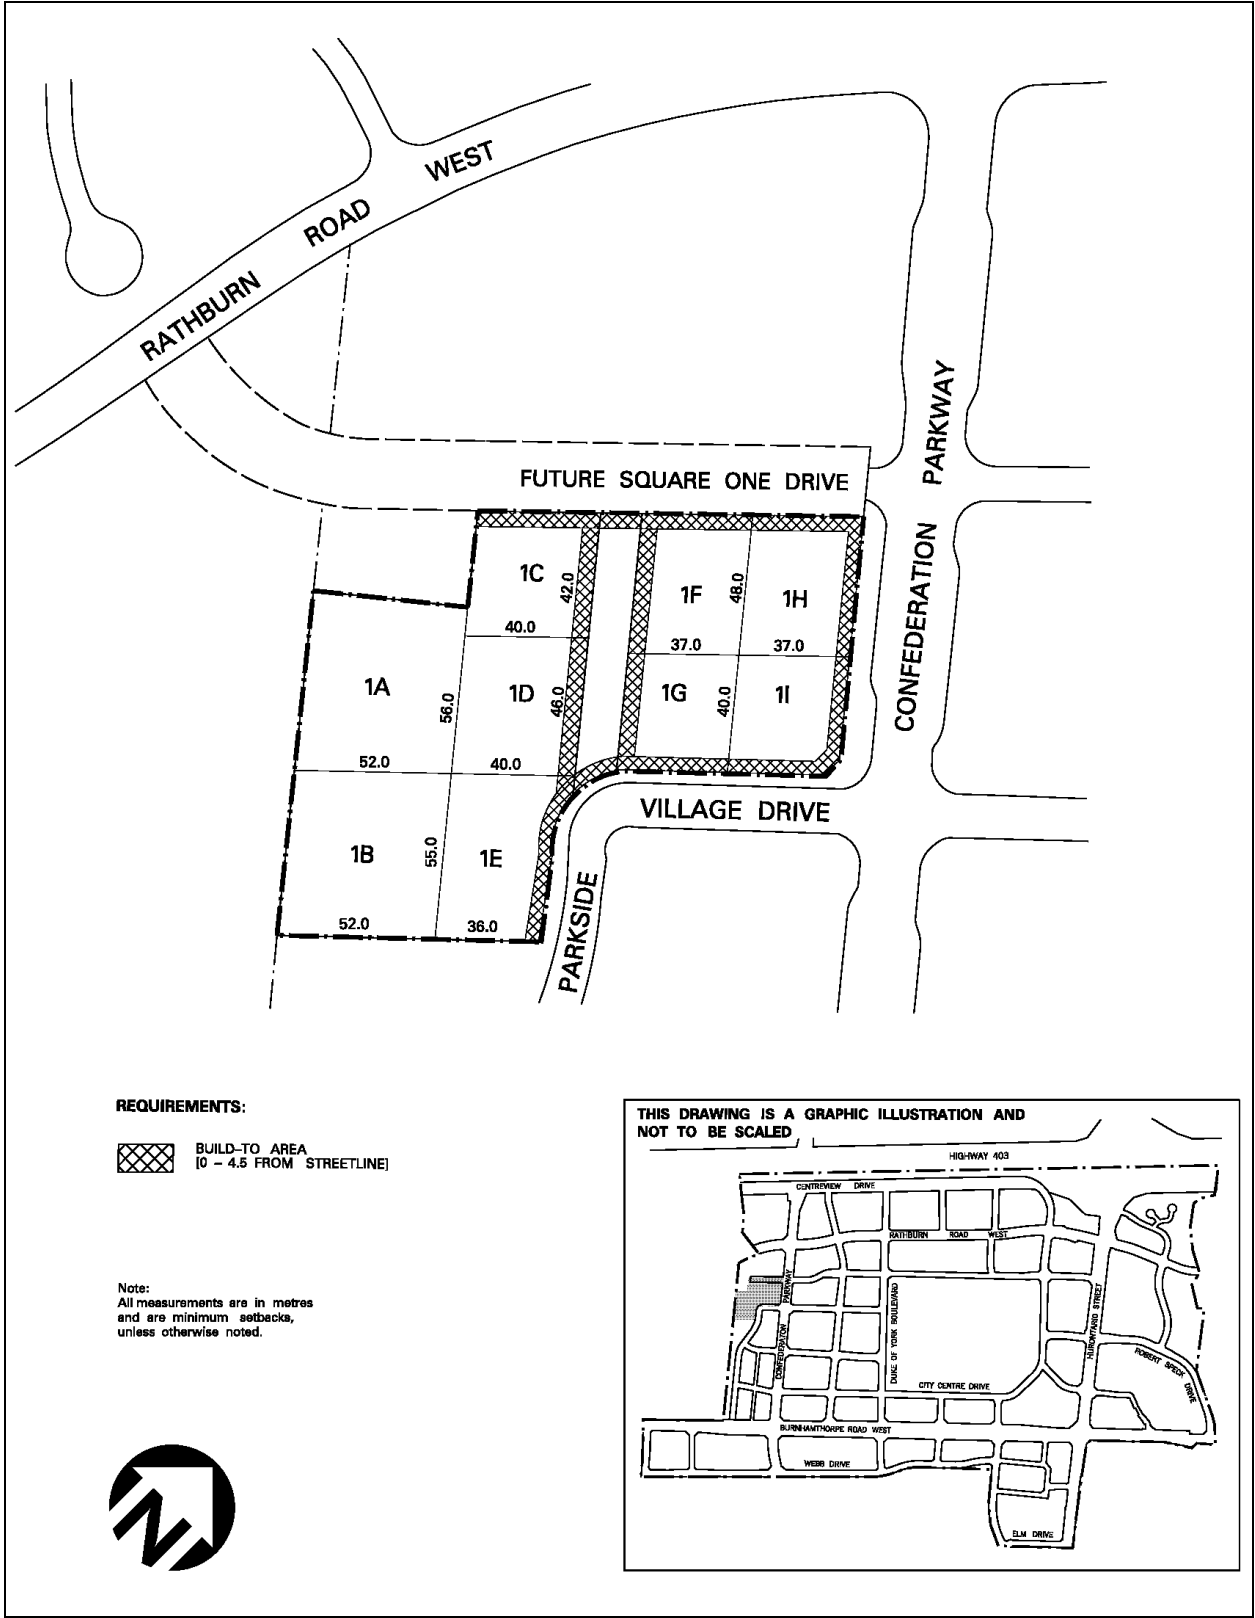 RATHBURN ROAD WEST
CONFEDERATION PARKWAY
FUTURE SQUARE ONE DRIVE
1C
42.0
40.0
1F
48.0
1H
37.0
37.0
1A
56.0
1D
46.0
1G
40.0
1I
52.0
40.0
VILLAGE DRIVE
1B
55.0
1E
52.0
36.0
PARKSIDE
REQUIREMENTS:
BUILD-TO AREA
[0 - 4.5 FROM STREETLINE]
Note:
All measurements are in metres
and are minimum setbacks,
unless otherwise noted.
N
THIS DRAWING IS A GRAPHIC ILLUSTRATION AND
NOT TO BE SCALED
HIGHWAY 403
CENTREVIEW DRIVE
RATHBURN ROAD WEST
CONFEDERATON PARKWAY
DUKE OF YORK BOULEVARD
HURONTARIO STREET
ROBERT SPECK DRIVE
CITY CENTRE DRIVE
BURNHAMTHORPE ROAD WEST
WEBB DRIVE
ELM DRIVE